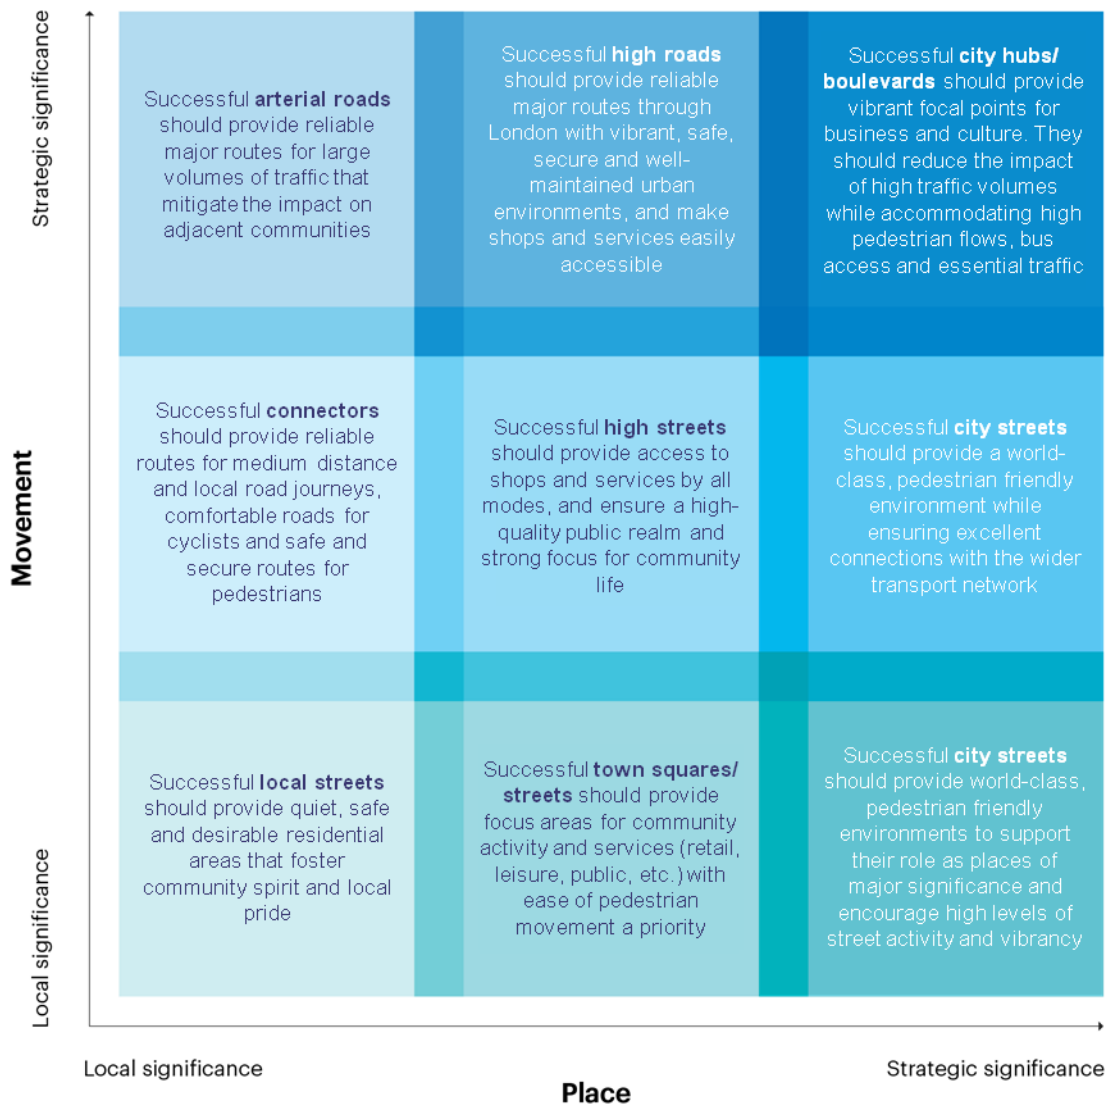 Strategic significance
Successful arterial roads
should provide reliable
major routes for large
volumes of traffic that
mitigate the impact on
adjacent communities
Successful high roads
should provide reliable
major routes through
London with vibrant, safe,
secure and well-
maintained urban
environments, and make
shops and services easily
accessible
Successful city hubs/
boulevards should provide
vibrant focal points for
business and culture. They
should reduce the impact
of high traffic volumes
while accommodating high
pedestrian flows, bus
access and essential traffic
Movement
Successful connectors
should provide reliable
routes for medium distance
and local road journeys,
comfortable roads for
cyclists and safe and
secure routes for
pedestrians
Successful high streets
should provide access to
shops and services by all
modes, and ensure a high-
quality public realm and
strong focus for community
life
Successful city streets
should provide a world-
class, pedestrian friendly
environment while
ensuring excellent
connections with the wider
transport network
Local significance
Successful local streets
should provide quiet, safe
and desirable residential
areas that foster
community spirit and local
pride
Successful town squares/
streets should provide
focus areas for community
activity and services (retail,
leisure, public, etc.) with
ease of pedestrian
movement a priority
Successful city streets
should provide world-class,
pedestrian friendly
environments to support
their role as places of
major significance and
encourage high levels of
street activity and vibrancy
Local significance
Strategic significance
Place